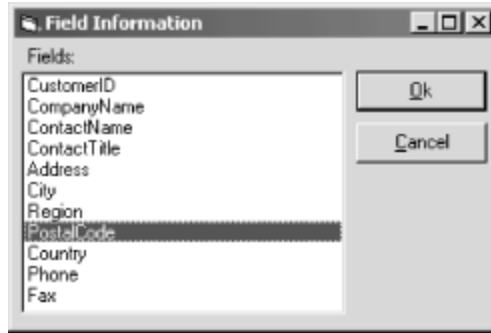 Field Information
Fields:
CustomerID
CompanyName
ContactName
ContactTitle
Address
City
Region
PostalCode
Country
Phone
Fax
Ok
Cancel